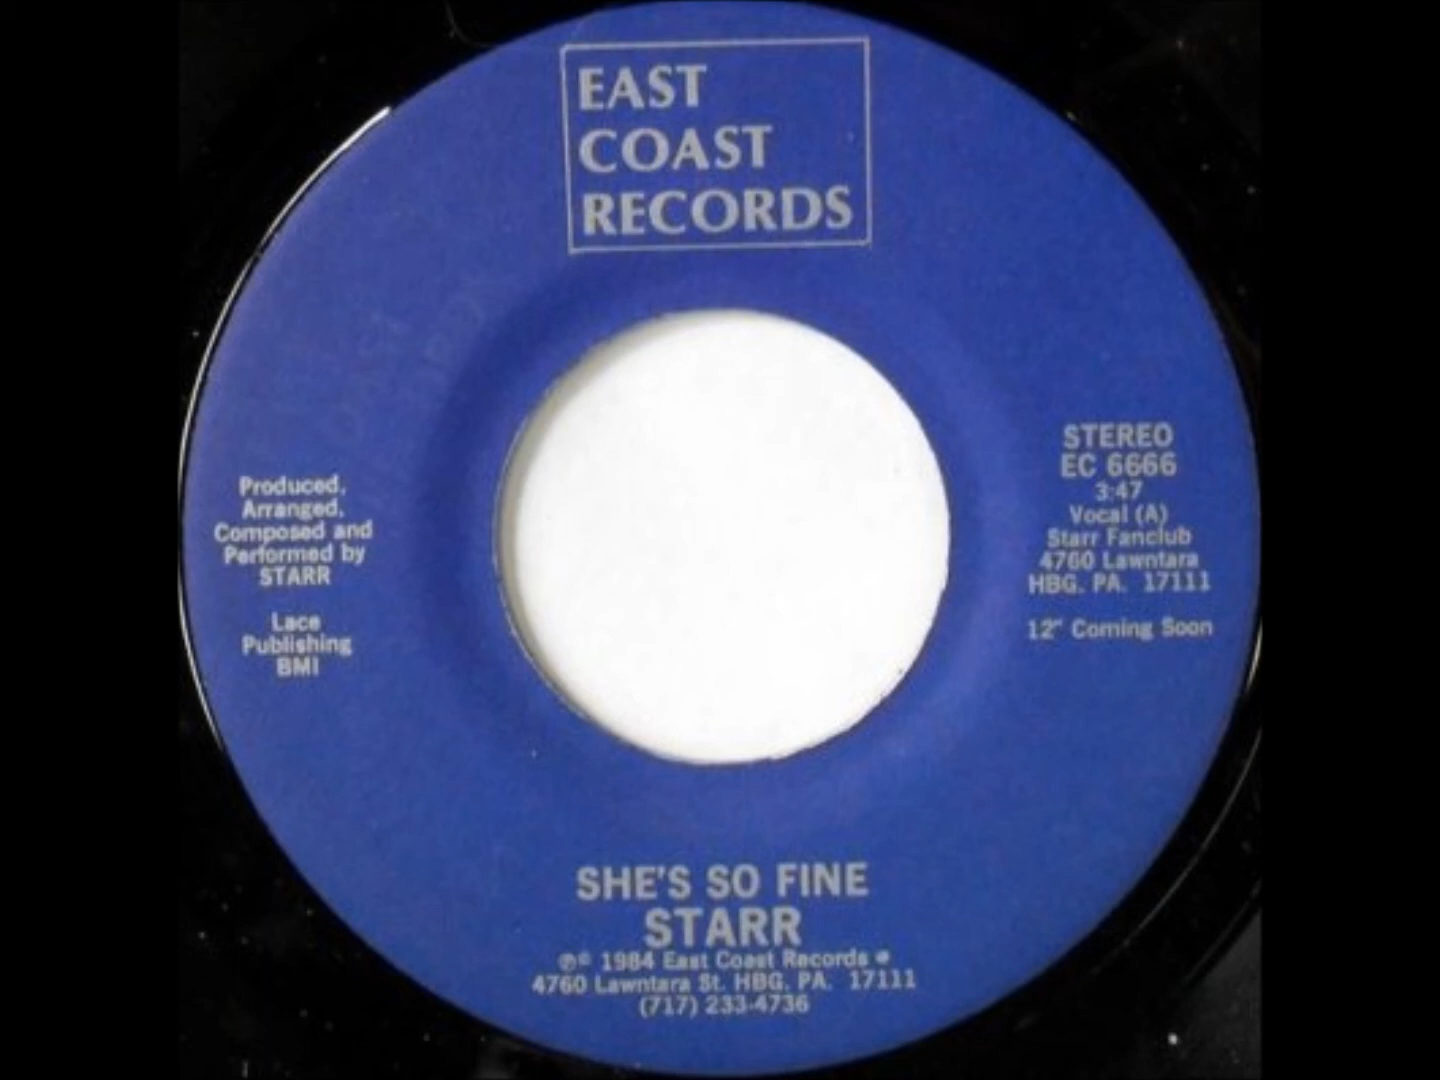 EAST
COAST
RECORDS
Produced,
Arranged,
Composed and
Performed by
STARR
Lace
Publishing
BMI
STEREO
EC 6666
3:47
Vocal (A)
Starr Fanclub
4760 Lawntara
HBG. PA. 17111
12" Coming Soon
SHE'S SO FINE
STARR
℗© 1984 East Coast Records •
4760 Lawntara St. HBG. PA. 17111
(717) 233-4736